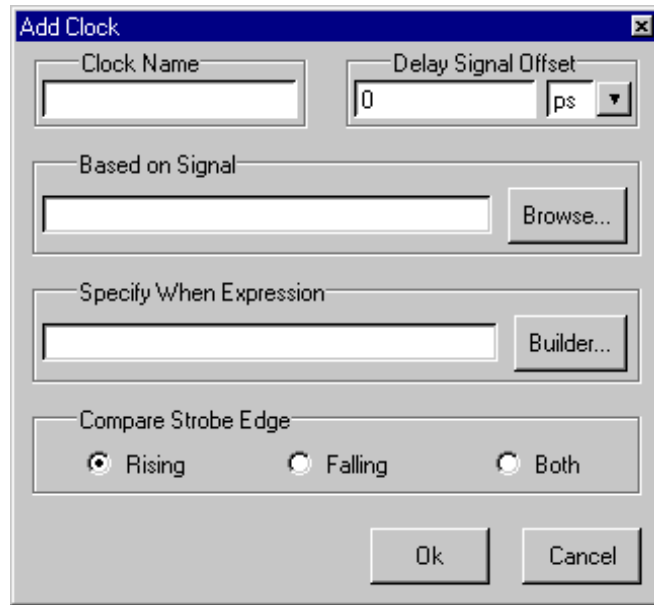 Add Clock
Clock Name Delay Signal Offset
0 ps
Based on Signal
Browse...
Specify When Expression
Builder...
Compare Strobe Edge
Rising Falling Both
Ok Cancel